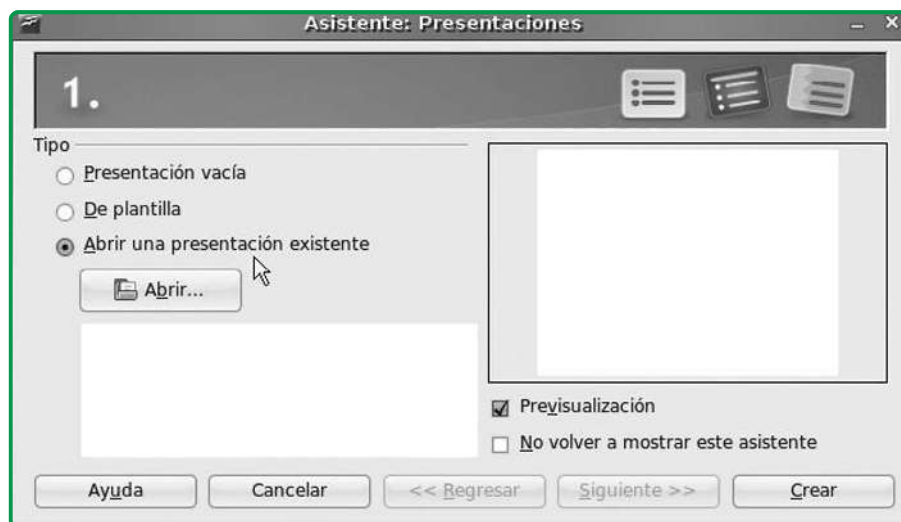 Asistente: Presentaciones
1.
Tipo
Presentación vacía
De plantilla
Abrir una presentación existente
Abrir...
Previsualización
No volver a mostrar este asistente
Ayuda
Cancelar
<< Regresar
Siguiente >>
Crear